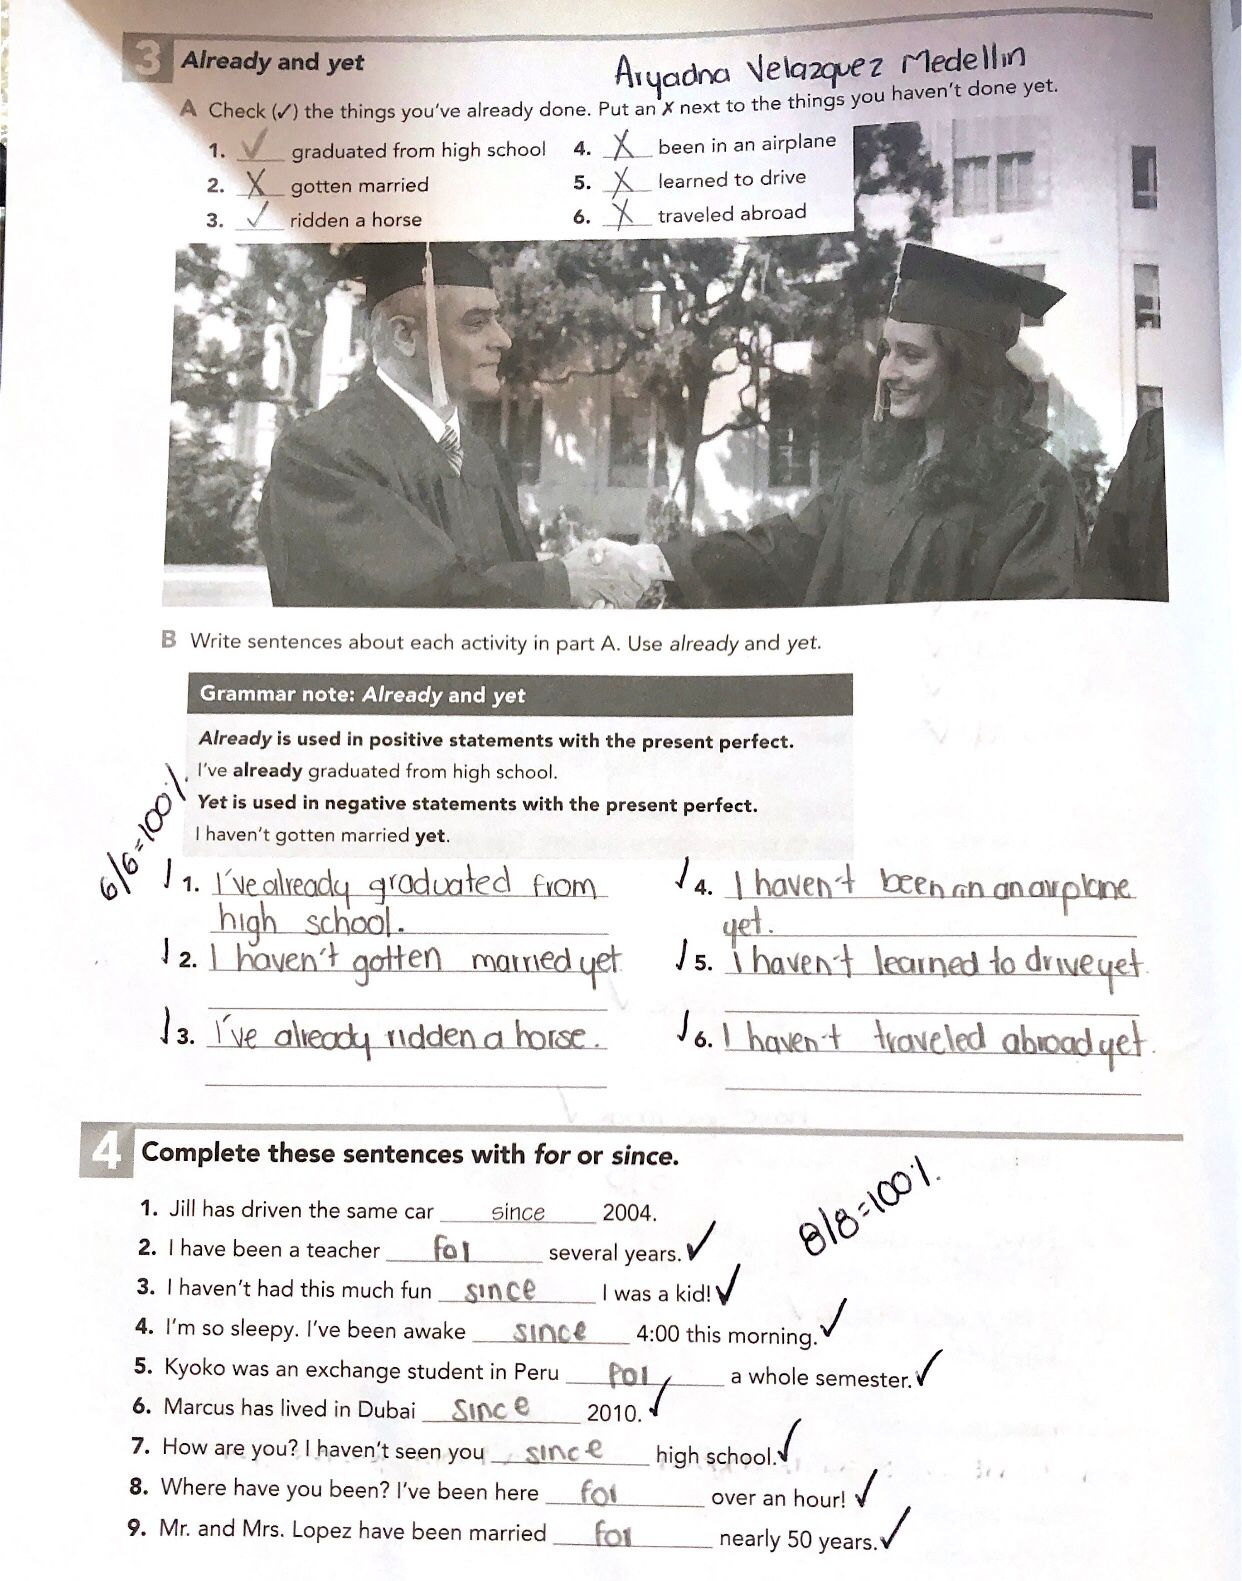 3 Already and yet
Aryadna Velazquez Medellin
A Check (✓) the things you've already done. Put an ✗ next to the things you haven't done yet.
1. ✓ graduated from high school 4. X been in an airplane
2. X gotten married 5. X learned to drive
3. ✓ ridden a horse 6. X traveled abroad
B Write sentences about each activity in part A. Use already and yet.
Grammar note: Already and yet
Already is used in positive statements with the present perfect.
I've already graduated from high school.
Yet is used in negative statements with the present perfect.
I haven't gotten married yet.
6/6=100%.
1. I've already graduated from
high school.
2. I haven't gotten married yet
3. I've already ridden a horse.
4. I haven't been in an airplane
yet.
5. I haven't learned to drive yet.
6. I haven't traveled abroad yet.
4 Complete these sentences with for or since.
8/8=100%.
1. Jill has driven the same car since 2004.
2. I have been a teacher for several years. ✓
3. I haven't had this much fun since I was a kid! ✓
4. I'm so sleepy. I've been awake since 4:00 this morning. ✓
5. Kyoko was an exchange student in Peru for a whole semester. ✓
6. Marcus has lived in Dubai since 2010. ✓
7. How are you? I haven't seen you since high school. ✓
8. Where have you been? I've been here for over an hour! ✓
9. Mr. and Mrs. Lopez have been married for nearly 50 years. ✓